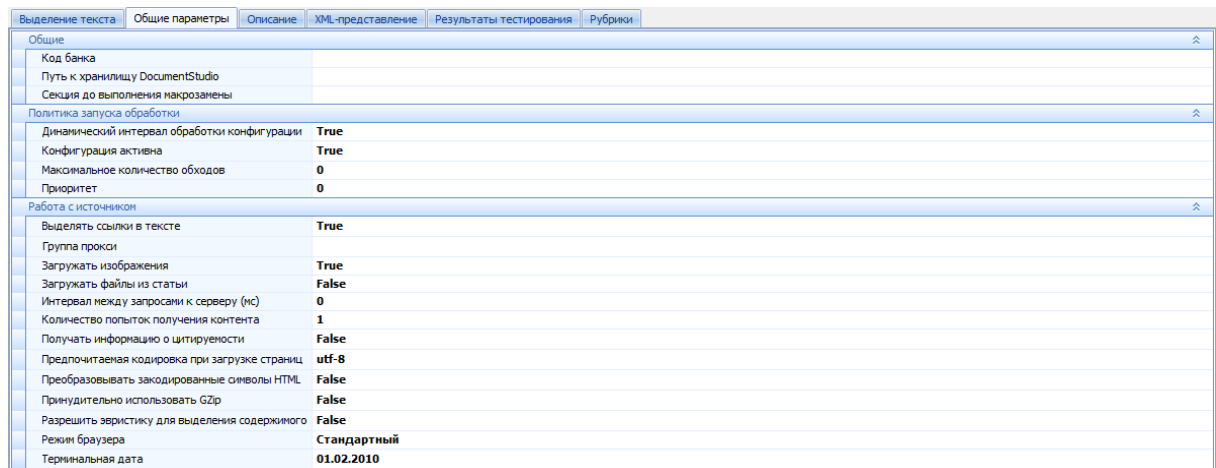 Выделение текста Общие параметры Описание XML-представление Результаты тестирования Рубрики
Общие
Код банка
Путь к хранилищу DocumentStudio
Секция до выполнения макрозамены
Политика запуска обработки
Динамический интервал обработки конфигурации True
Конфигурация активна True
Максимальное количество обходов 0
Приоритет 0
Работа с источником
Выделять ссылки в тексте True
Группа прокси
Загружать изображения True
Загружать файлы из статьи False
Интервал между запросами к серверу (мс) 0
Количество попыток получения контента 1
Получать информацию о цитируемости False
Предпочитаемая кодировка при загрузке страниц utf-8
Преобразовывать закодированные символы HTML False
Принудительно использовать GZip False
Разрешить эвристику для выделения содержимого False
Режим браузера Стандартный
Терминальная дата 01.02.2010